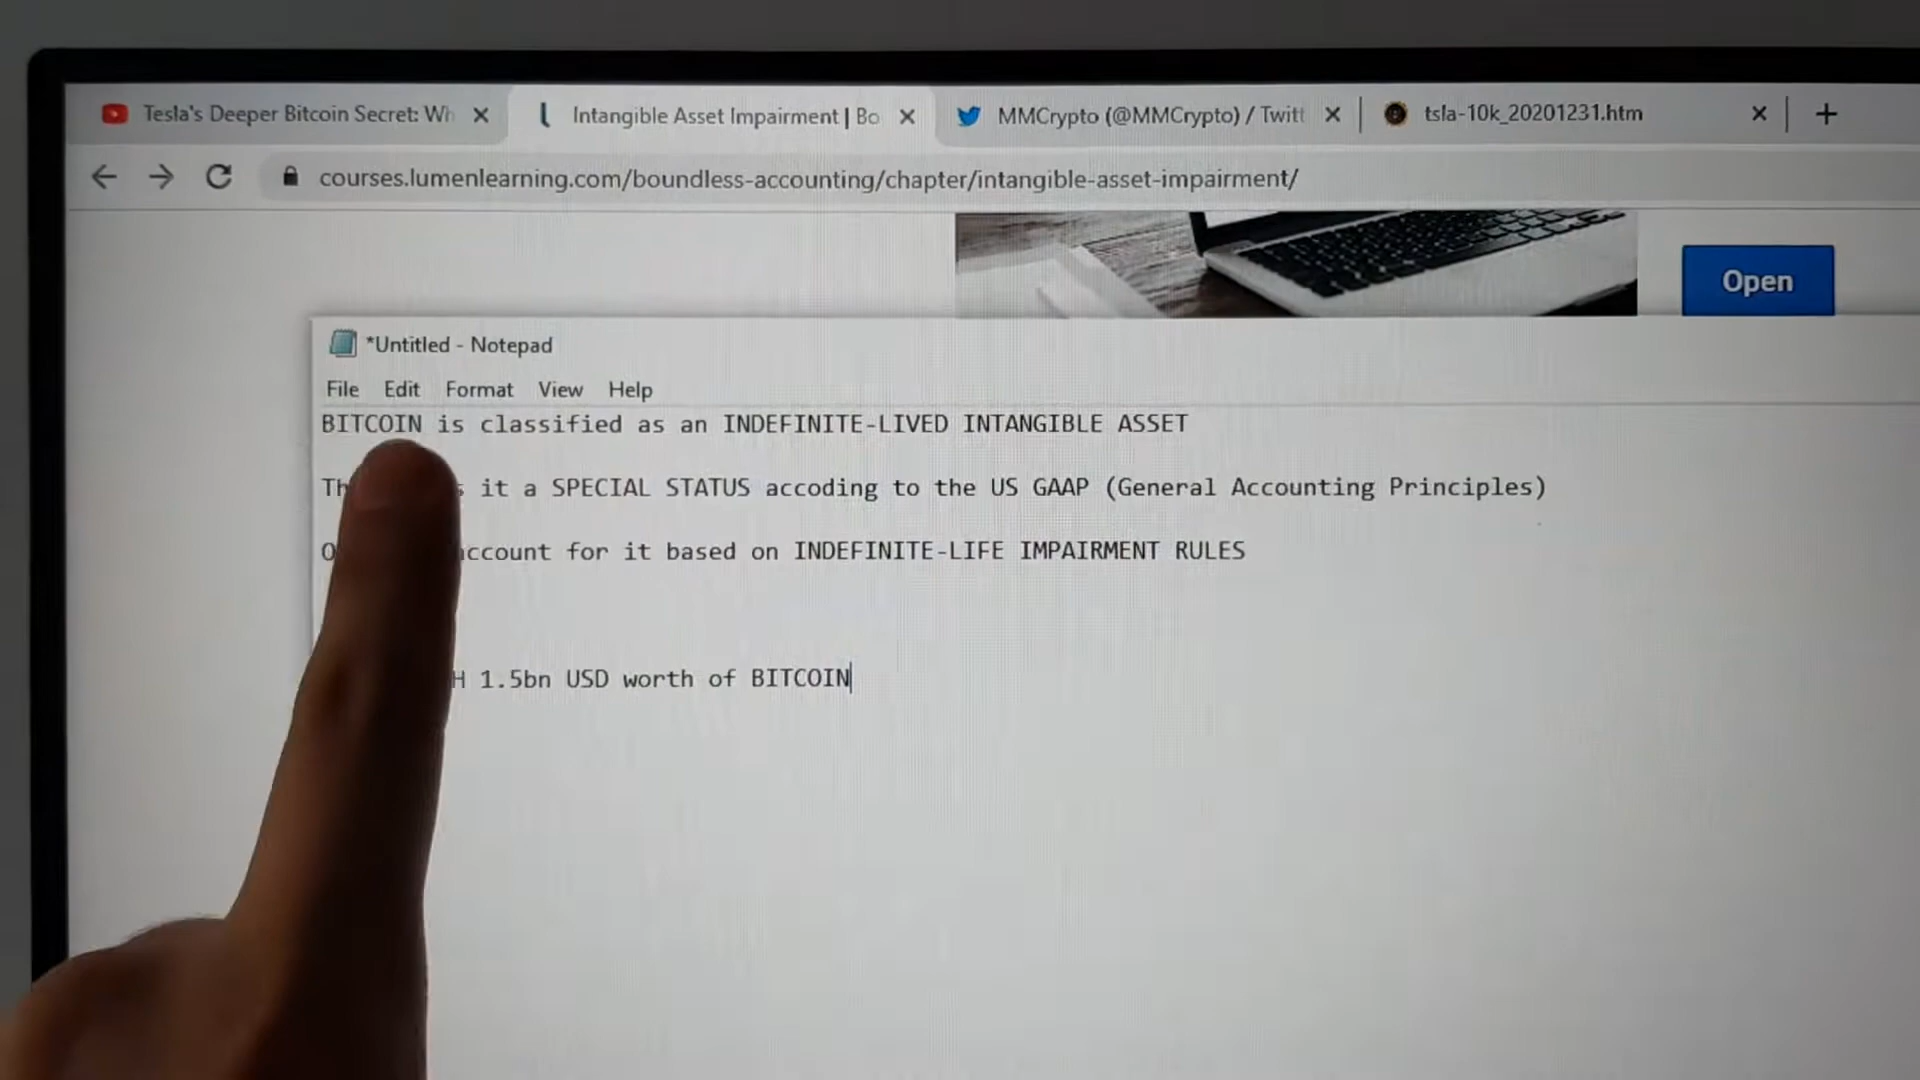 Tesla's Deeper Bitcoin Secret: Wh
Intangible Asset Impairment | Bo
MMCrypto (@MMCrypto) / Twitt
tsla-10k_20201231.htm
courses.lumenlearning.com/boundless-accounting/chapter/intangible-asset-impairment/
Open
*Untitled - Notepad
File Edit Format View Help
BITCOIN is classified as an INDEFINITE-LIVED INTANGIBLE ASSET
it a SPECIAL STATUS accoding to the US GAAP (General Accounting Principles)
account for it based on INDEFINITE-LIFE IMPAIRMENT RULES
1.5bn USD worth of BITCOIN